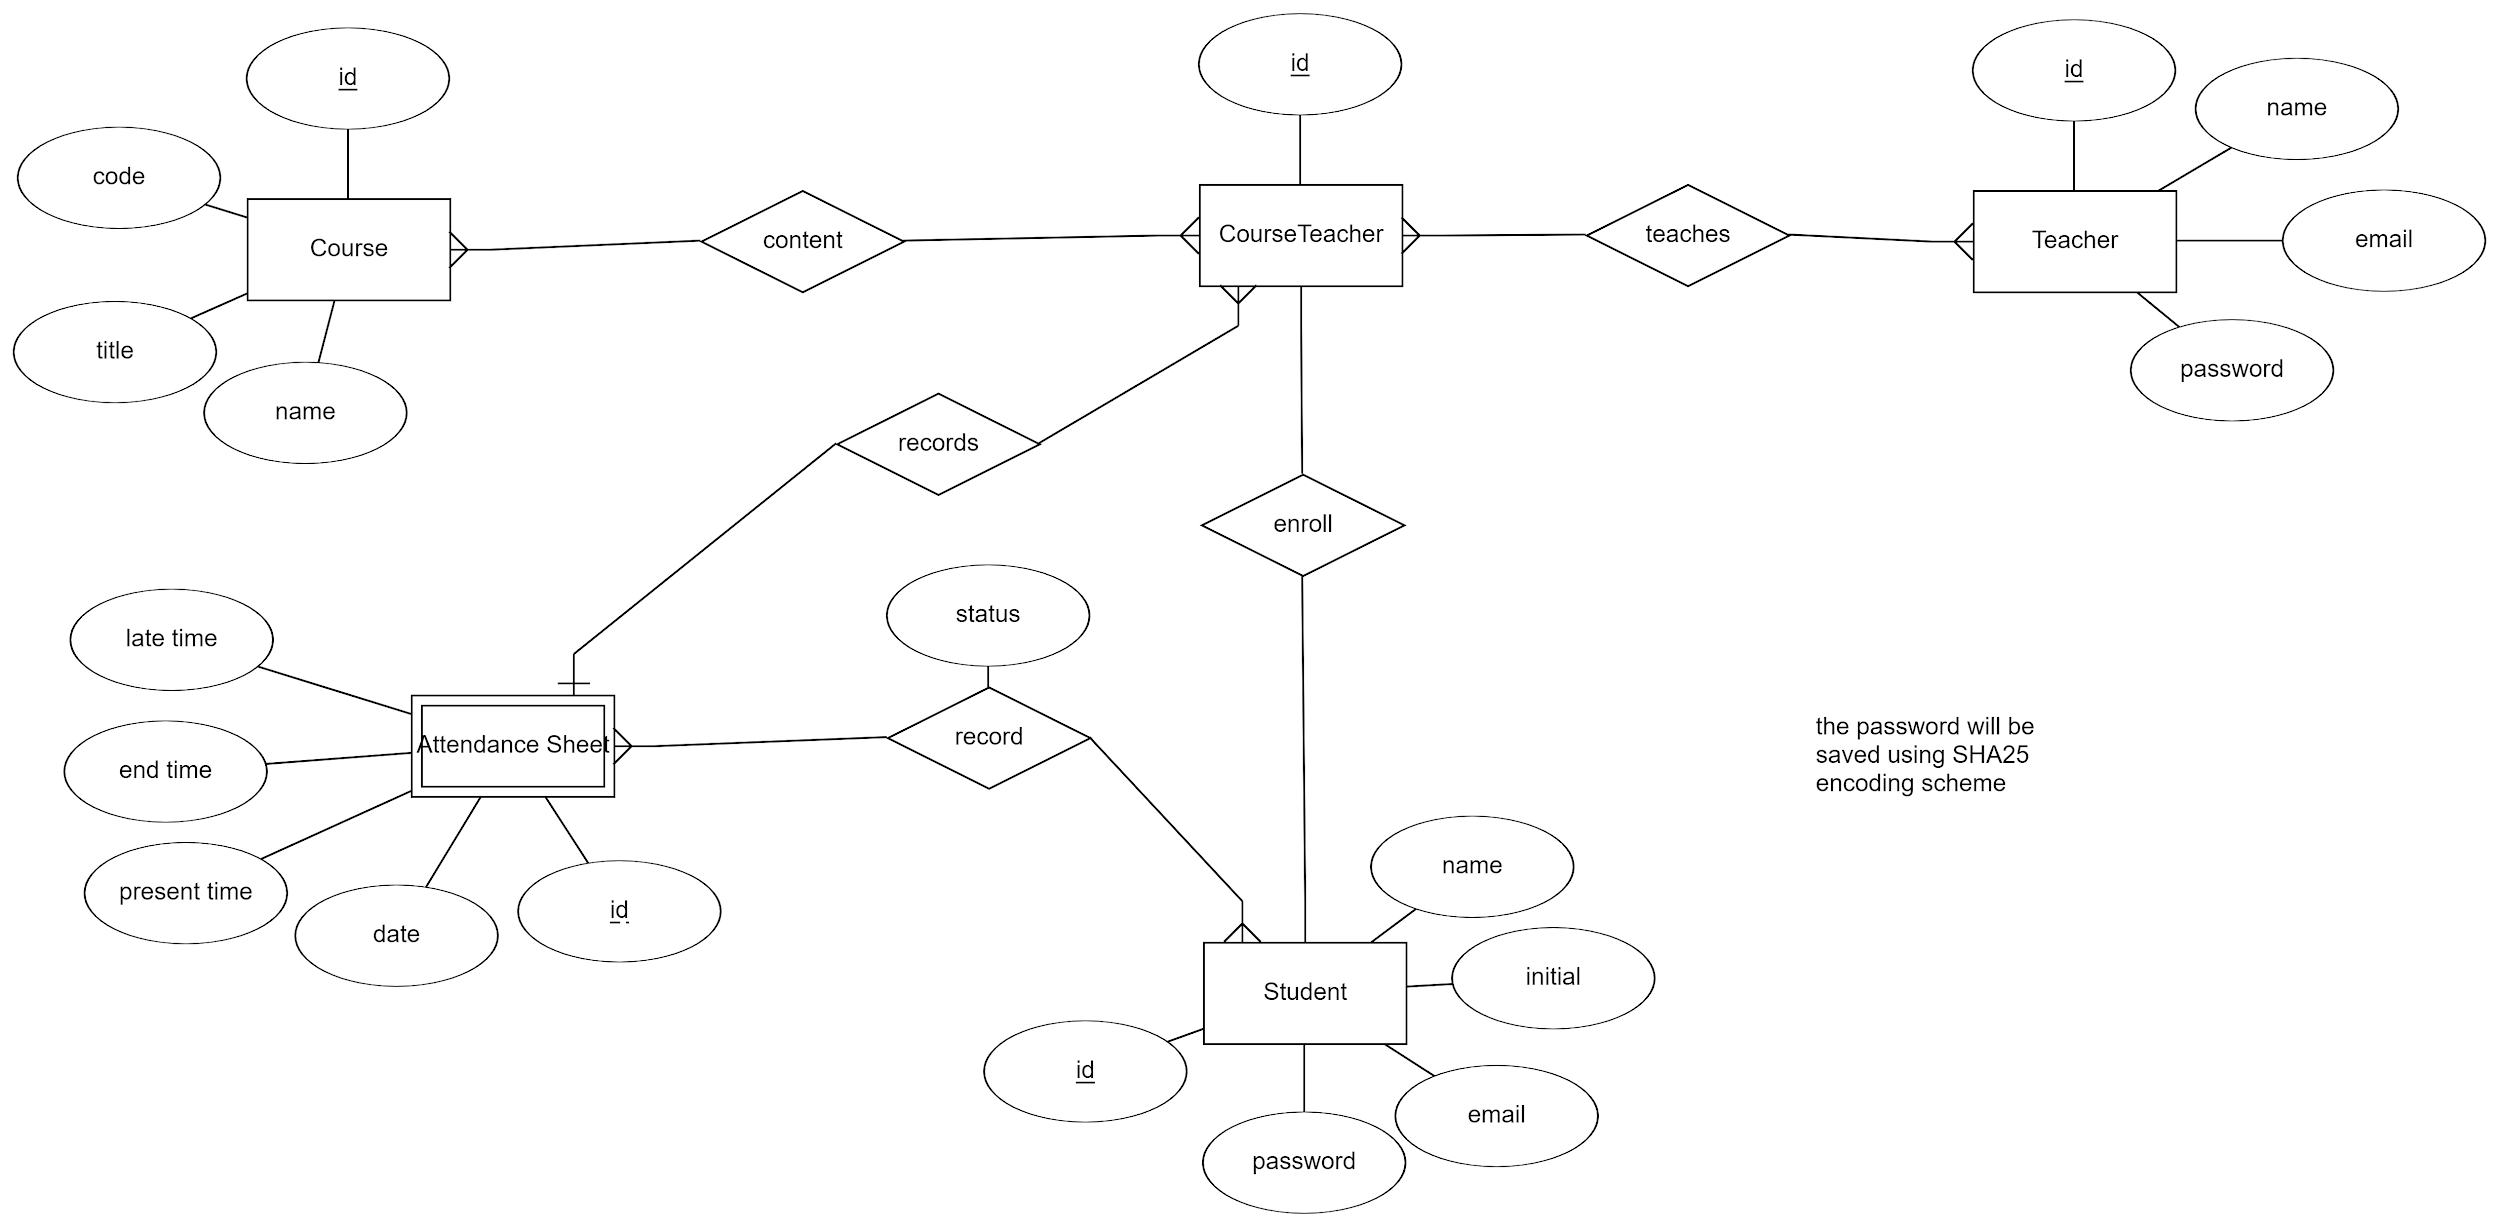 id
id
id
name
code
CourseTeacher
teaches
Teacher
email
Course
content
title
password
name
records
enroll
status
late time
record
Attendance Sheet
end time
the password will be
saved using SHA25
encoding scheme
present time
date
id
name
initial
Student
id
email
password